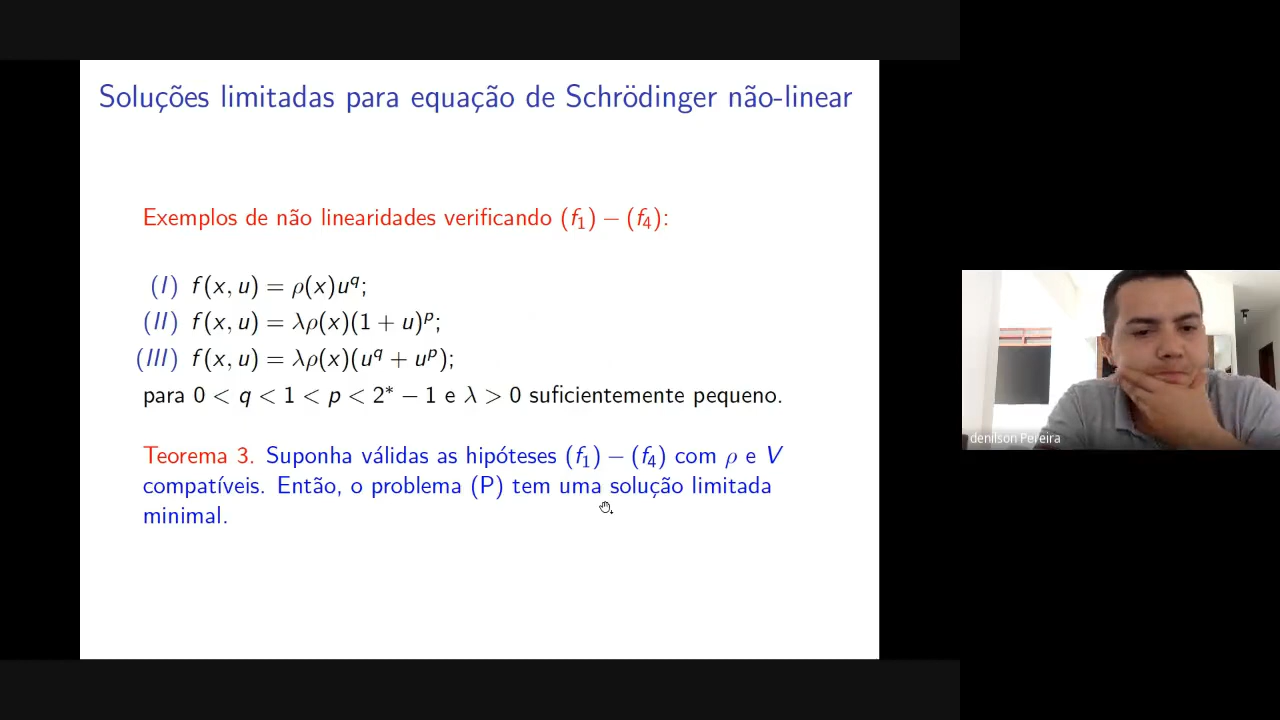 Soluções limitadas para equação de Schrödinger não-linear
Exemplos de não linearidades verificando (f₁) − (f₄):
(I) f(x, u) = ρ(x)u^q;
(II) f(x, u) = λρ(x)(1 + u)^p;
(III) f(x, u) = λρ(x)(u^q + u^p);
para 0 < q < 1 < p < 2* − 1 e λ > 0 suficientemente pequeno.
Teorema 3. Suponha válidas as hipóteses (f₁) − (f₄) com ρ e V
compatíveis. Então, o problema (P) tem uma solução limitada
minimal.
denilson Pereira